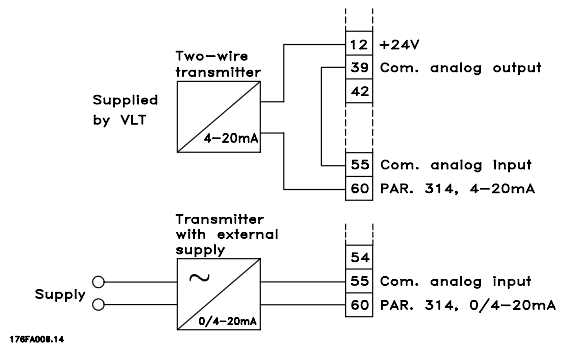 12 +24V
Two-wire
transmitter
39 Com. analog output
42
Supplied
by VLT
4-20mA
55 Com. analog input
60 PAR. 314, 4-20mA
Transmitter
with external
supply
54
~
55 Com. analog input
Supply
60 PAR. 314, 0/4-20mA
0/4-20mA
176FA008.14